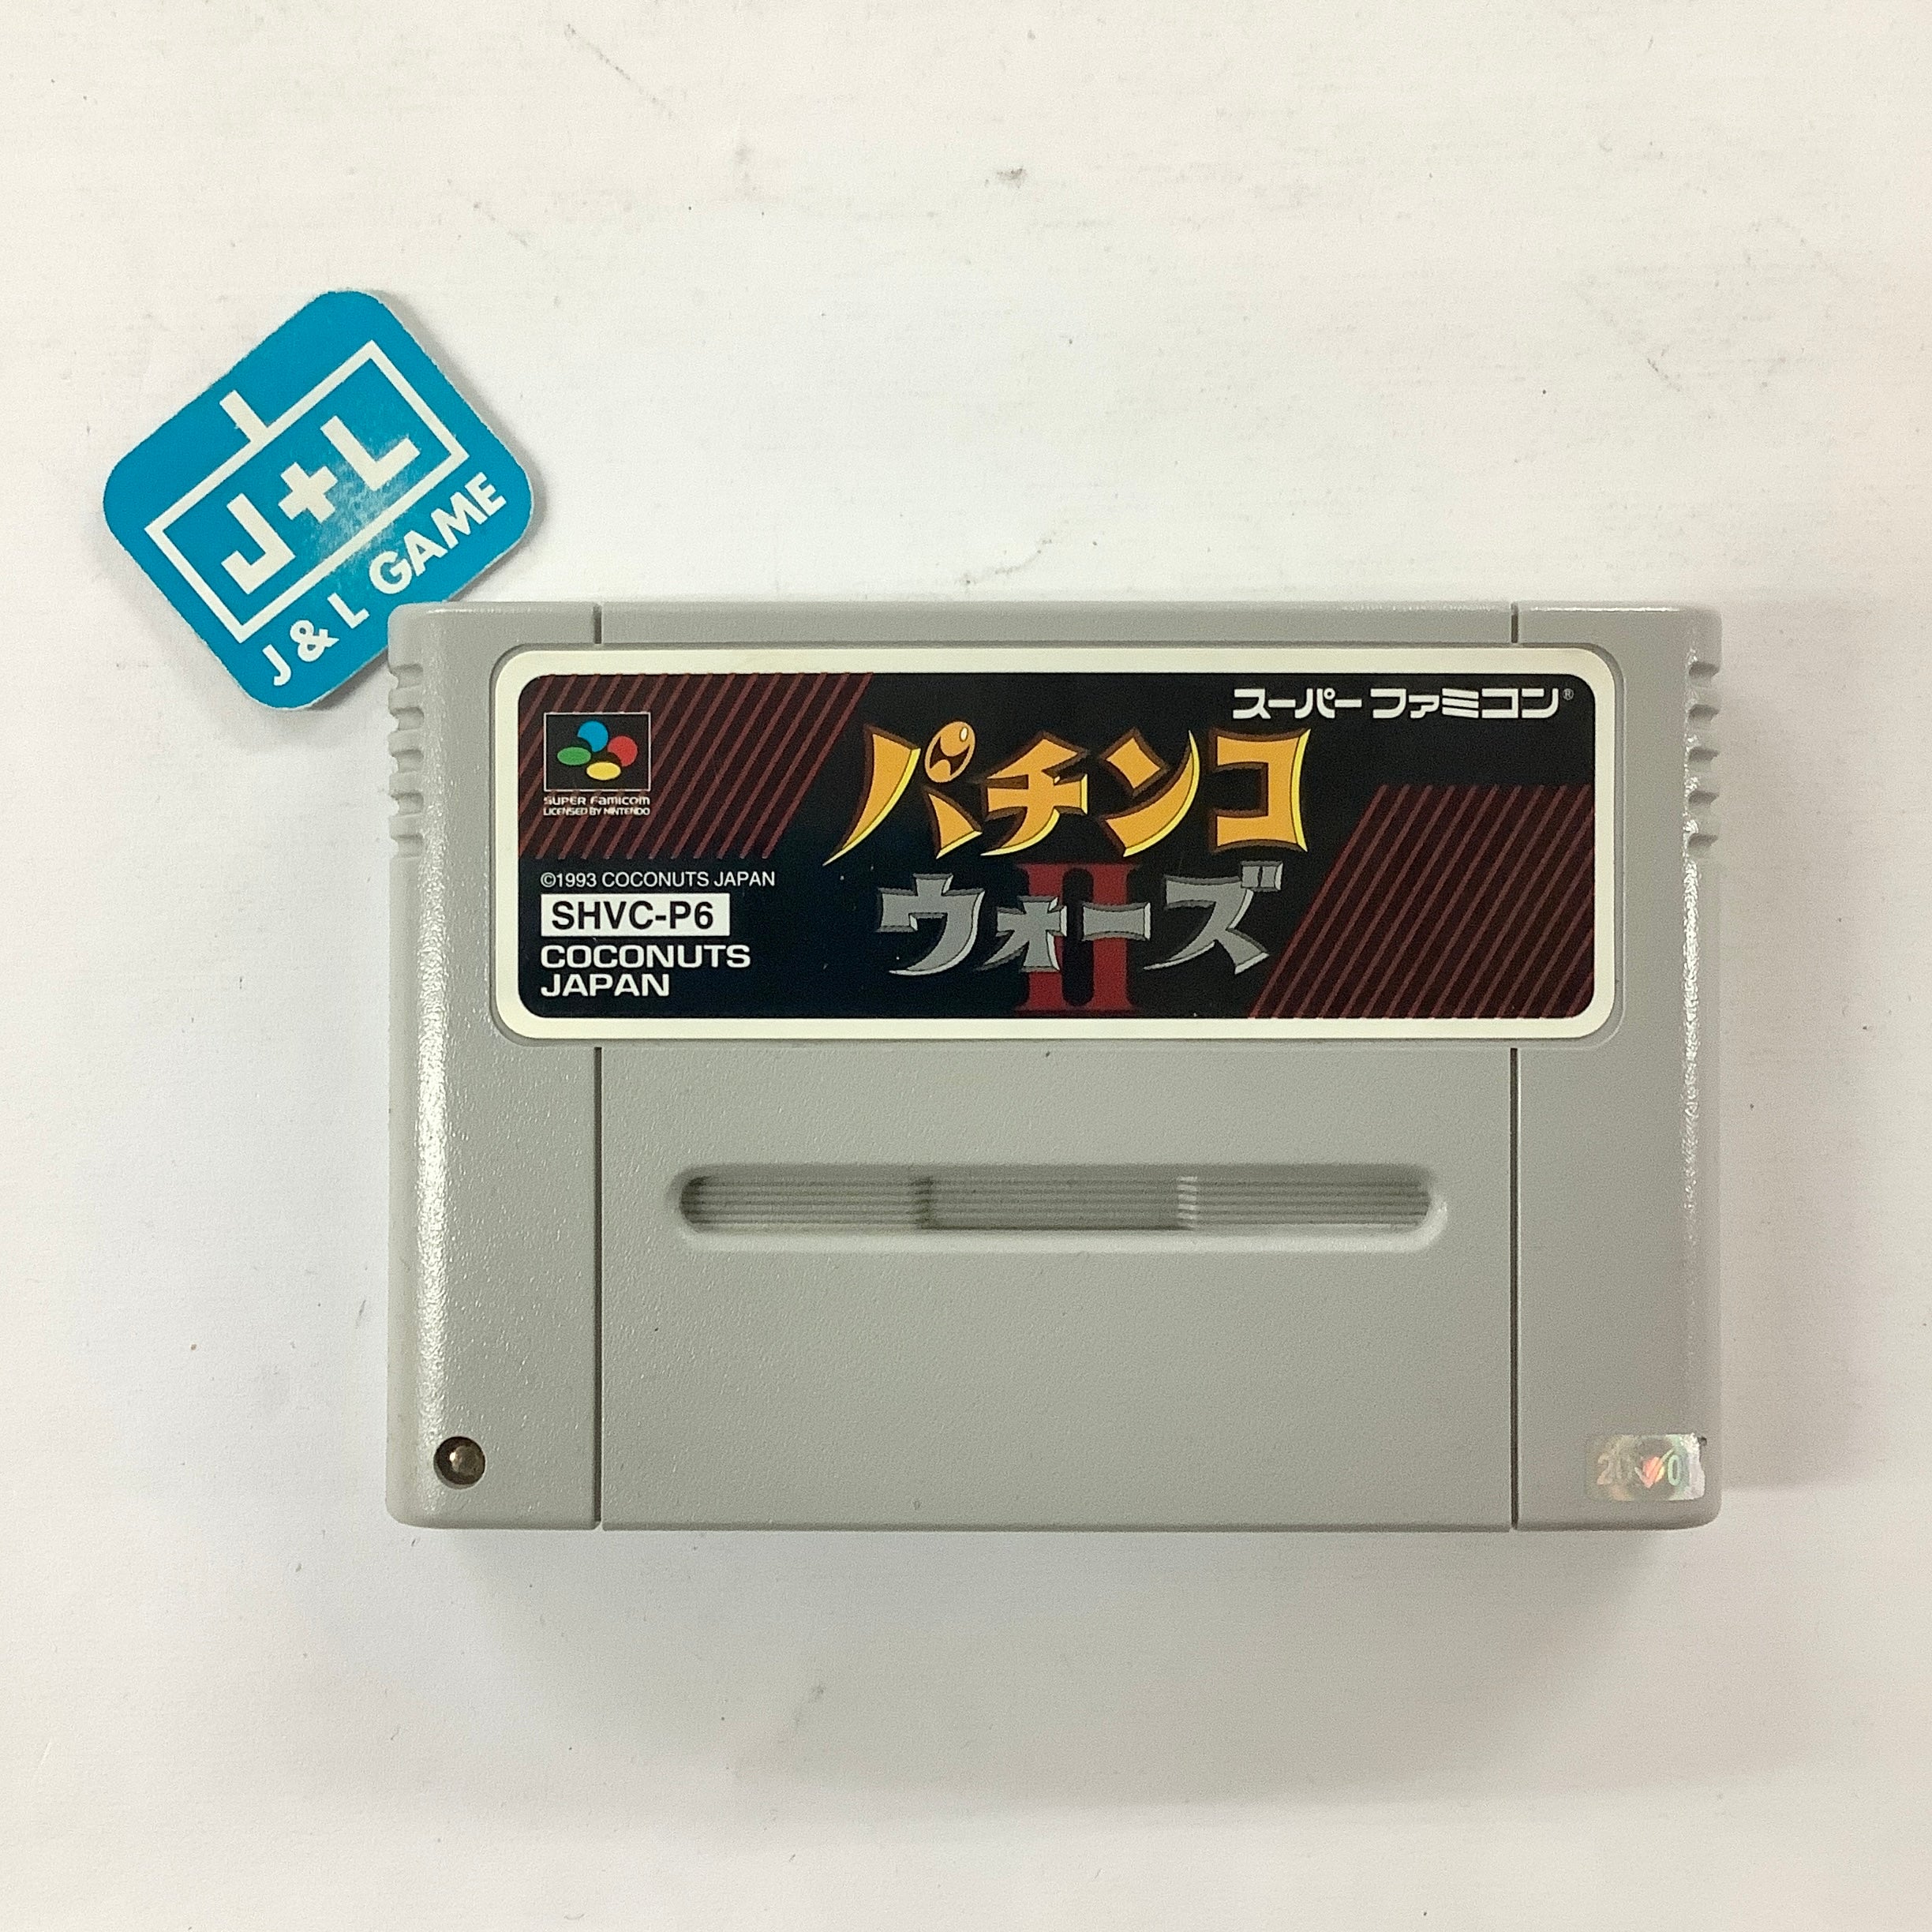 J+L
J & L GAME
スーパーファミコン®
SUPER FAMICOM
LICENSED BY NINTENDO
パチンコ
ウォーズ
II
©1993 COCONUTS JAPAN
SHVC-P6
COCONUTS
JAPAN